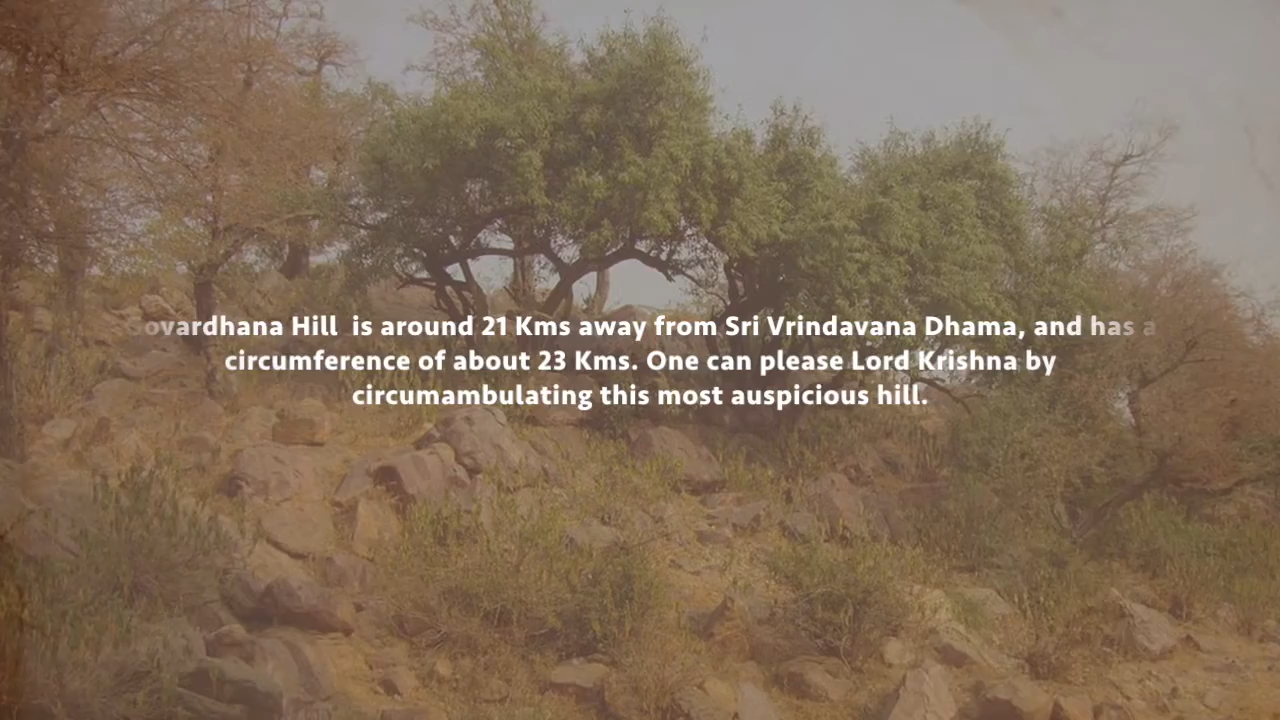 Govardhana Hill is around 21 Kms away from Sri Vrindavana Dhama, and has a
circumference of about 23 Kms. One can please Lord Krishna by
circumambulating this most auspicious hill.